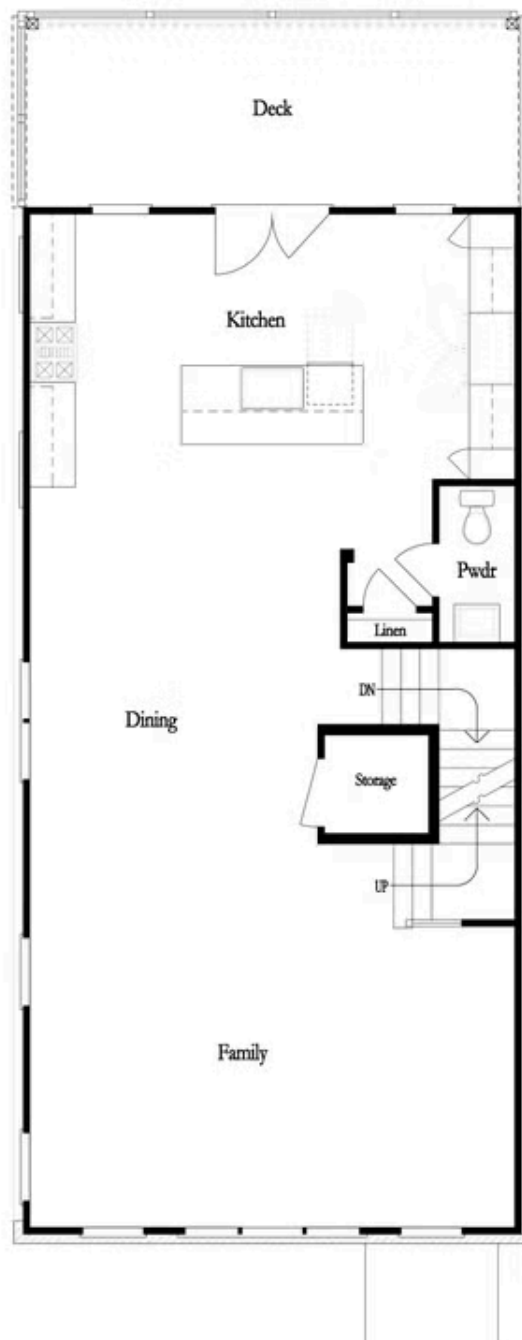 Deck
Kitchen
Pwdr
Linen
DN
Dining
Storage
UP
Family